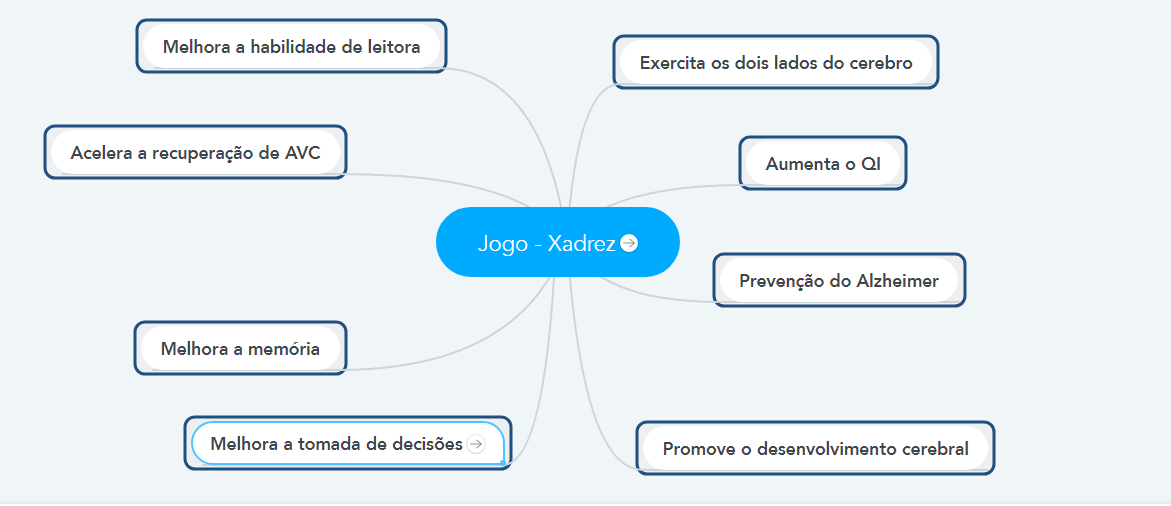 Melhora a habilidade de leitora
Exercita os dois lados do cerebro
Acelera a recuperação de AVC
Aumenta o QI
Jogo - Xadrez
Prevenção do Alzheimer
Melhora a memória
Melhora a tomada de decisões
Promove o desenvolvimento cerebral